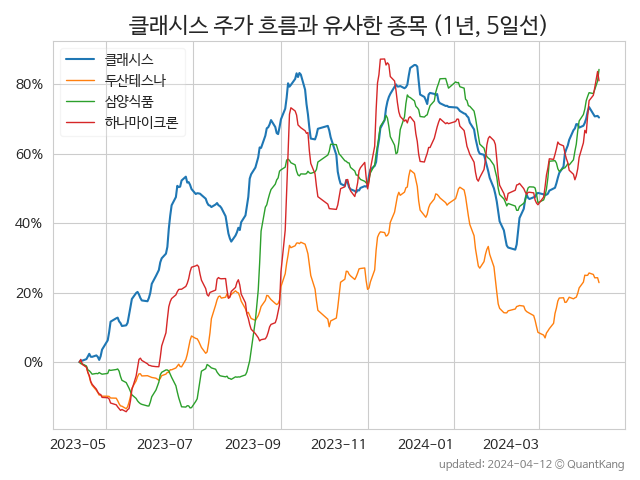 클래시스 주가 흐름과 유사한 종목 (1년, 5일선)
클래시스
두산테스나
삼양식품
하나마이크론
80%
60%
40%
20%
0%
2023-05 2023-07 2023-09 2023-11 2024-01 2024-03
updated: 2024-04-12 © QuantKang